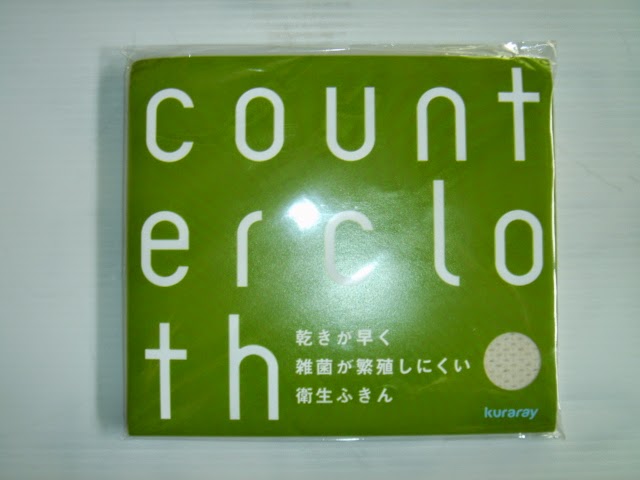 count
erclo
th
乾きが早く
雑菌が繁殖しにくい
衛生ふきん
kuraray